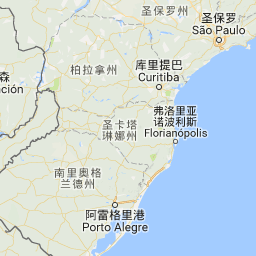 圣保罗州
圣保罗
São Paulo
柏拉拿州
库里提巴
Curitiba
森
ación
弗洛里亚
诺波利斯
Florianópolis
圣卡塔
琳娜州
南里奥格
兰德州
阿雷格里港
Porto Alegre